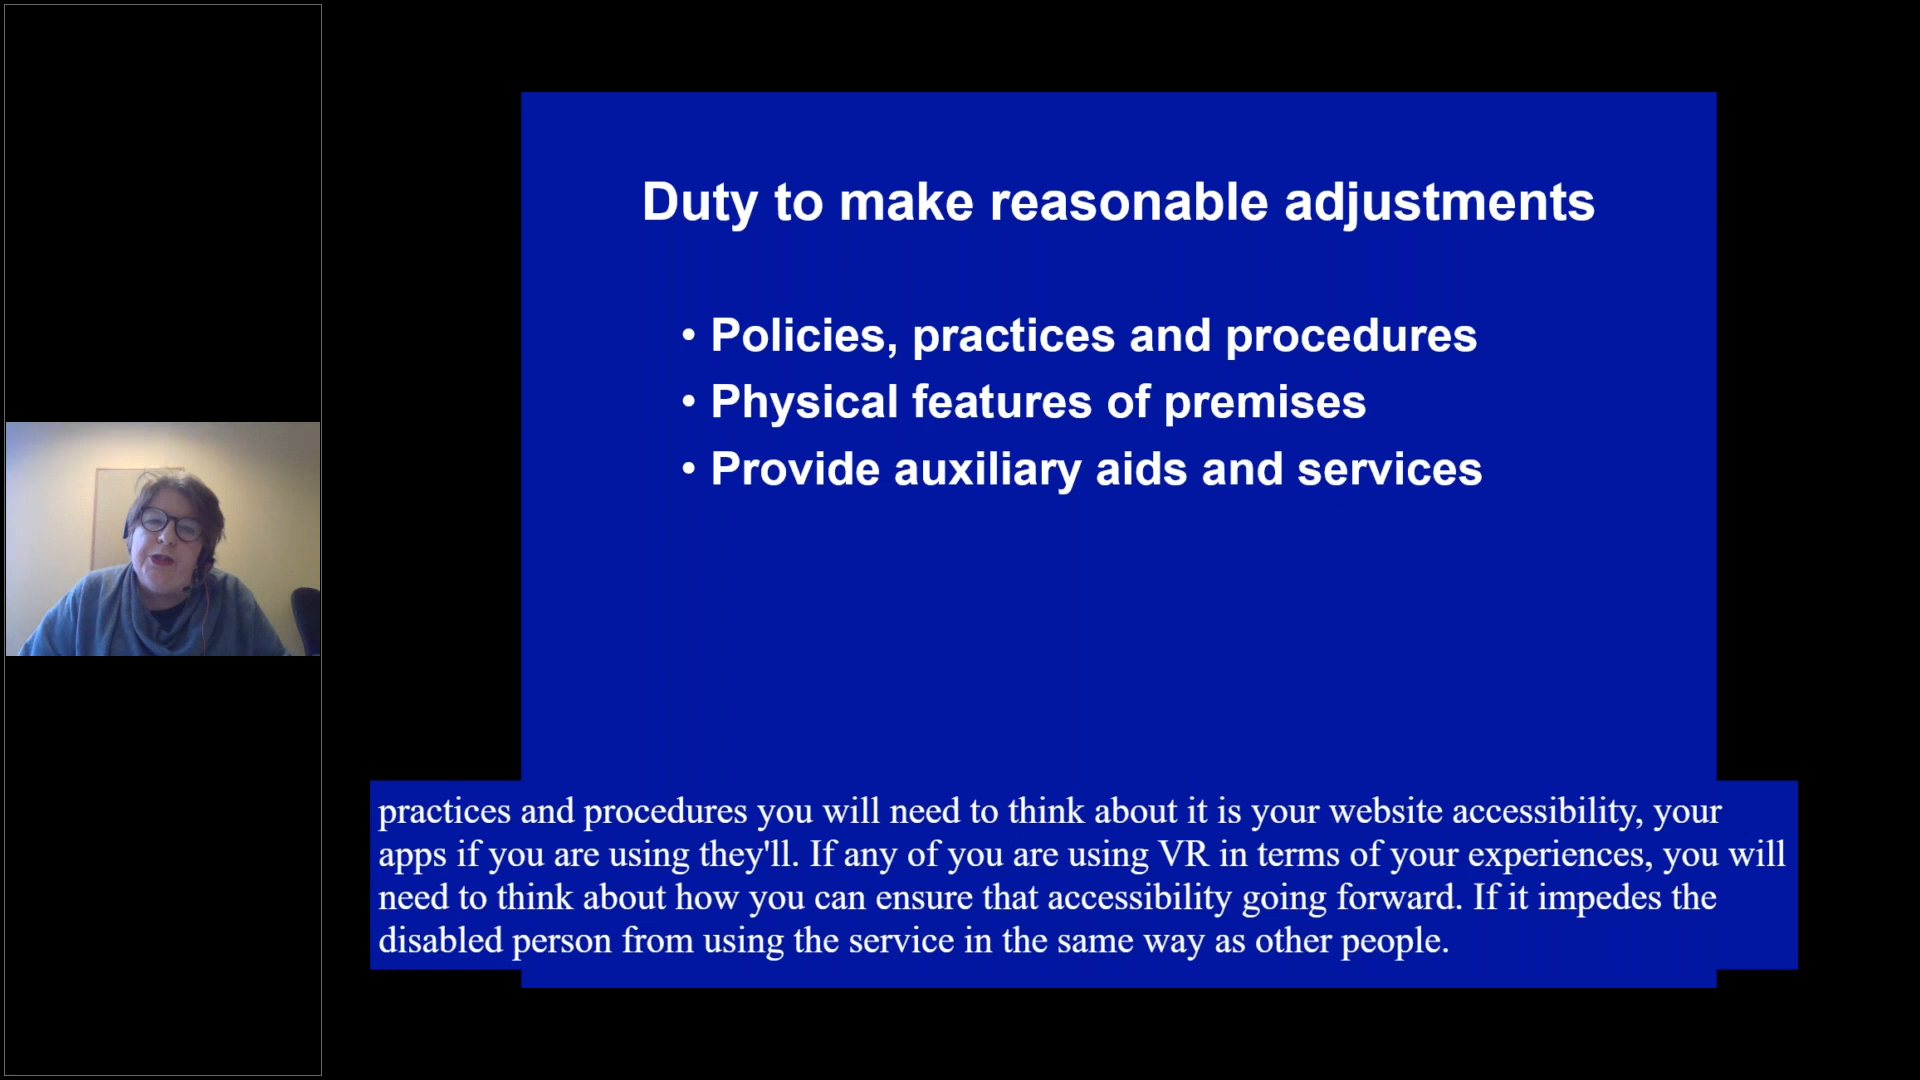 Duty to make reasonable adjustments
• Policies, practices and procedures
• Physical features of premises
• Provide auxiliary aids and services
practices and procedures you will need to think about it is your website accessibility, your
apps if you are using they'll. If any of you are using VR in terms of your experiences, you will
need to think about how you can ensure that accessibility going forward. If it impedes the
disabled person from using the service in the same way as other people.